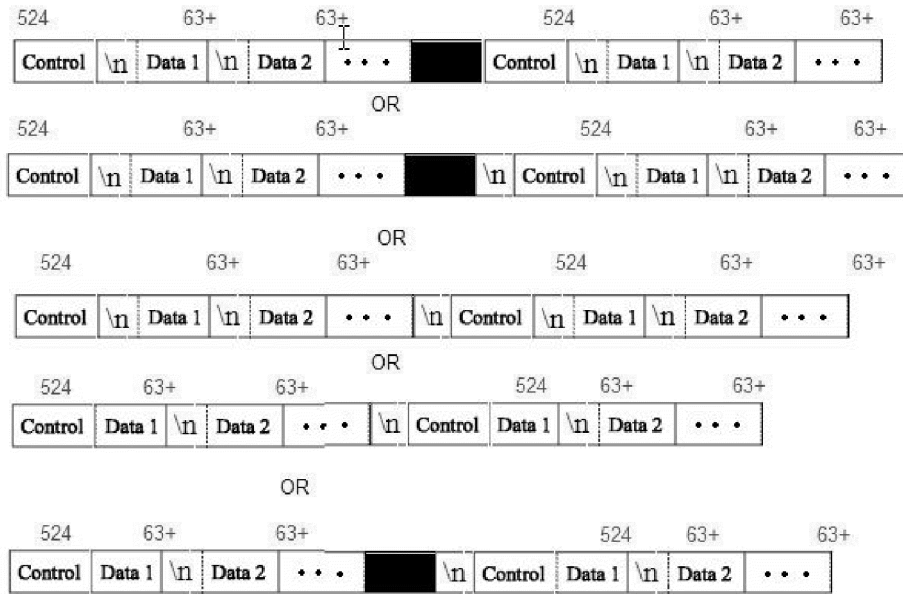 524 63+ 63+ 524 63+ 63+
Control \n Data 1 \n Data 2 • • • Control \n Data 1 \n Data 2 • • •
OR
524 63+ 63+ 524 63+ 63+
Control \n Data 1 \n Data 2 • • • \n Control \n Data 1 \n Data 2 • • •
OR
524 63+ 63+ 524 63+ 63+
Control \n Data 1 \n Data 2 • • • \n Control \n Data 1 \n Data 2 • • •
OR
524 63+ 63+ 524 63+ 63+
Control Data 1 \n Data 2 • • • \n Control Data 1 \n Data 2 • • •
OR
524 63+ 63+ 524 63+ 63+
Control Data 1 \n Data 2 • • • \n Control Data 1 \n Data 2 • • •